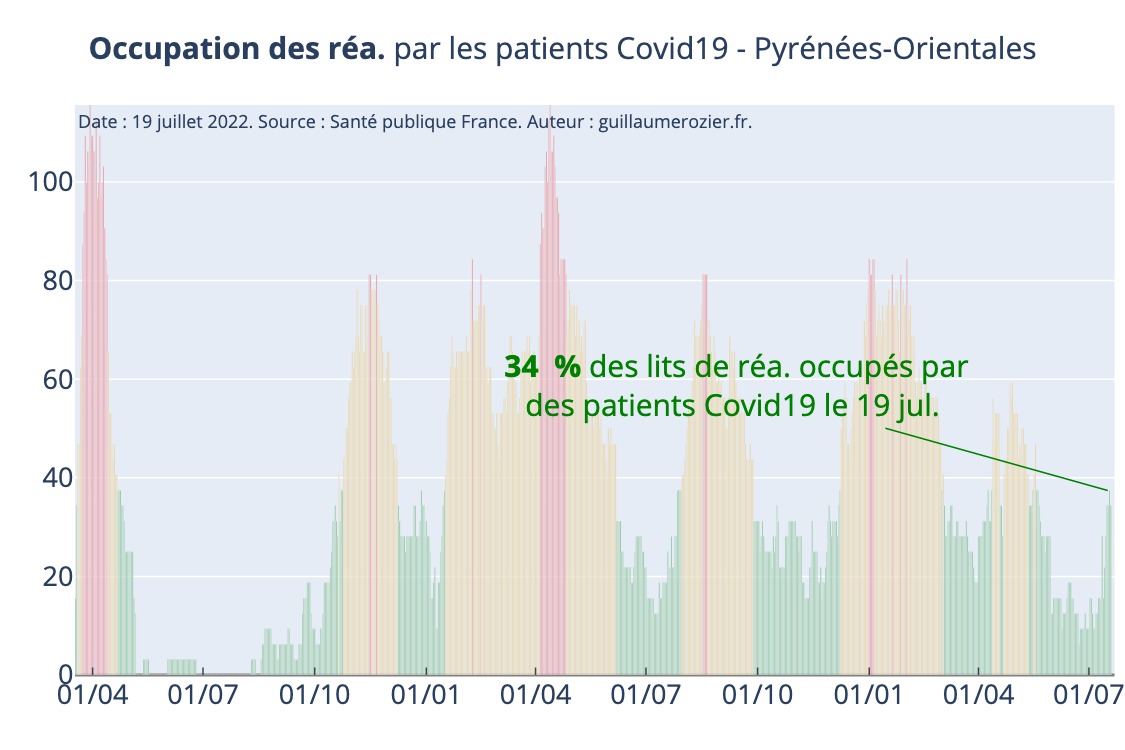 Occupation des réa. par les patients Covid19 - Pyrénées-Orientales
Date : 19 juillet 2022. Source : Santé publique France. Auteur : guillaumerozier.fr.
100
80
60
40
20
0
34 % des lits de réa. occupés par
des patients Covid19 le 19 jul.
01/04 01/07 01/10 01/01 01/04 01/07 01/10 01/01 01/04 01/07